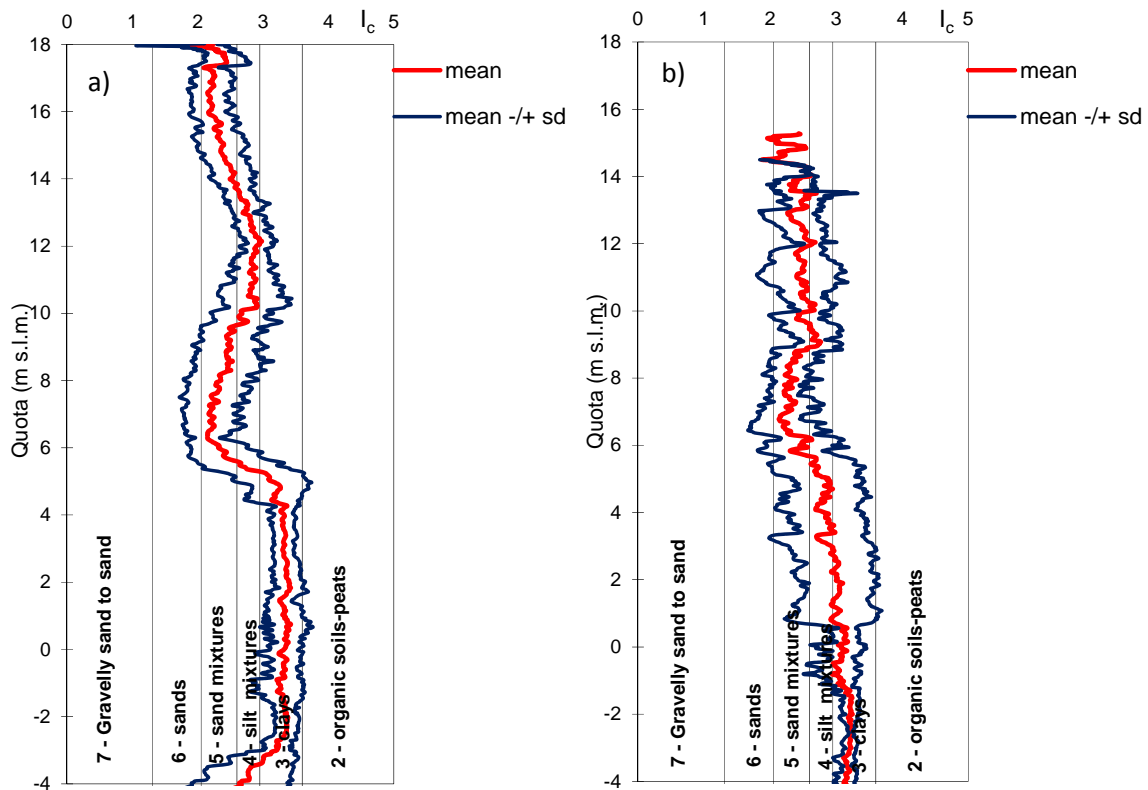 0 1 2 3 I_c 5
18
16
14
12
10
8
6
4
2
0
-2
-4
Quota (m s.l.m.)
a)
mean
mean -/+ sd
7 - Gravelly sand to sand
6 - sands
5 - sand mixtures
4 - silt mixtures
3 - clays
2 - organic soils-peats
0 1 2 3 I_c 5
18
16
14
12
10
8
6
4
2
0
-2
-4
Quota (m s.l.m.)
b)
mean
mean -/+ sd
7 - Gravelly sand to sand
6 - sands
5 - sand mixtures
4 - silt mixtures
3 - clays
2 - organic soils-peats